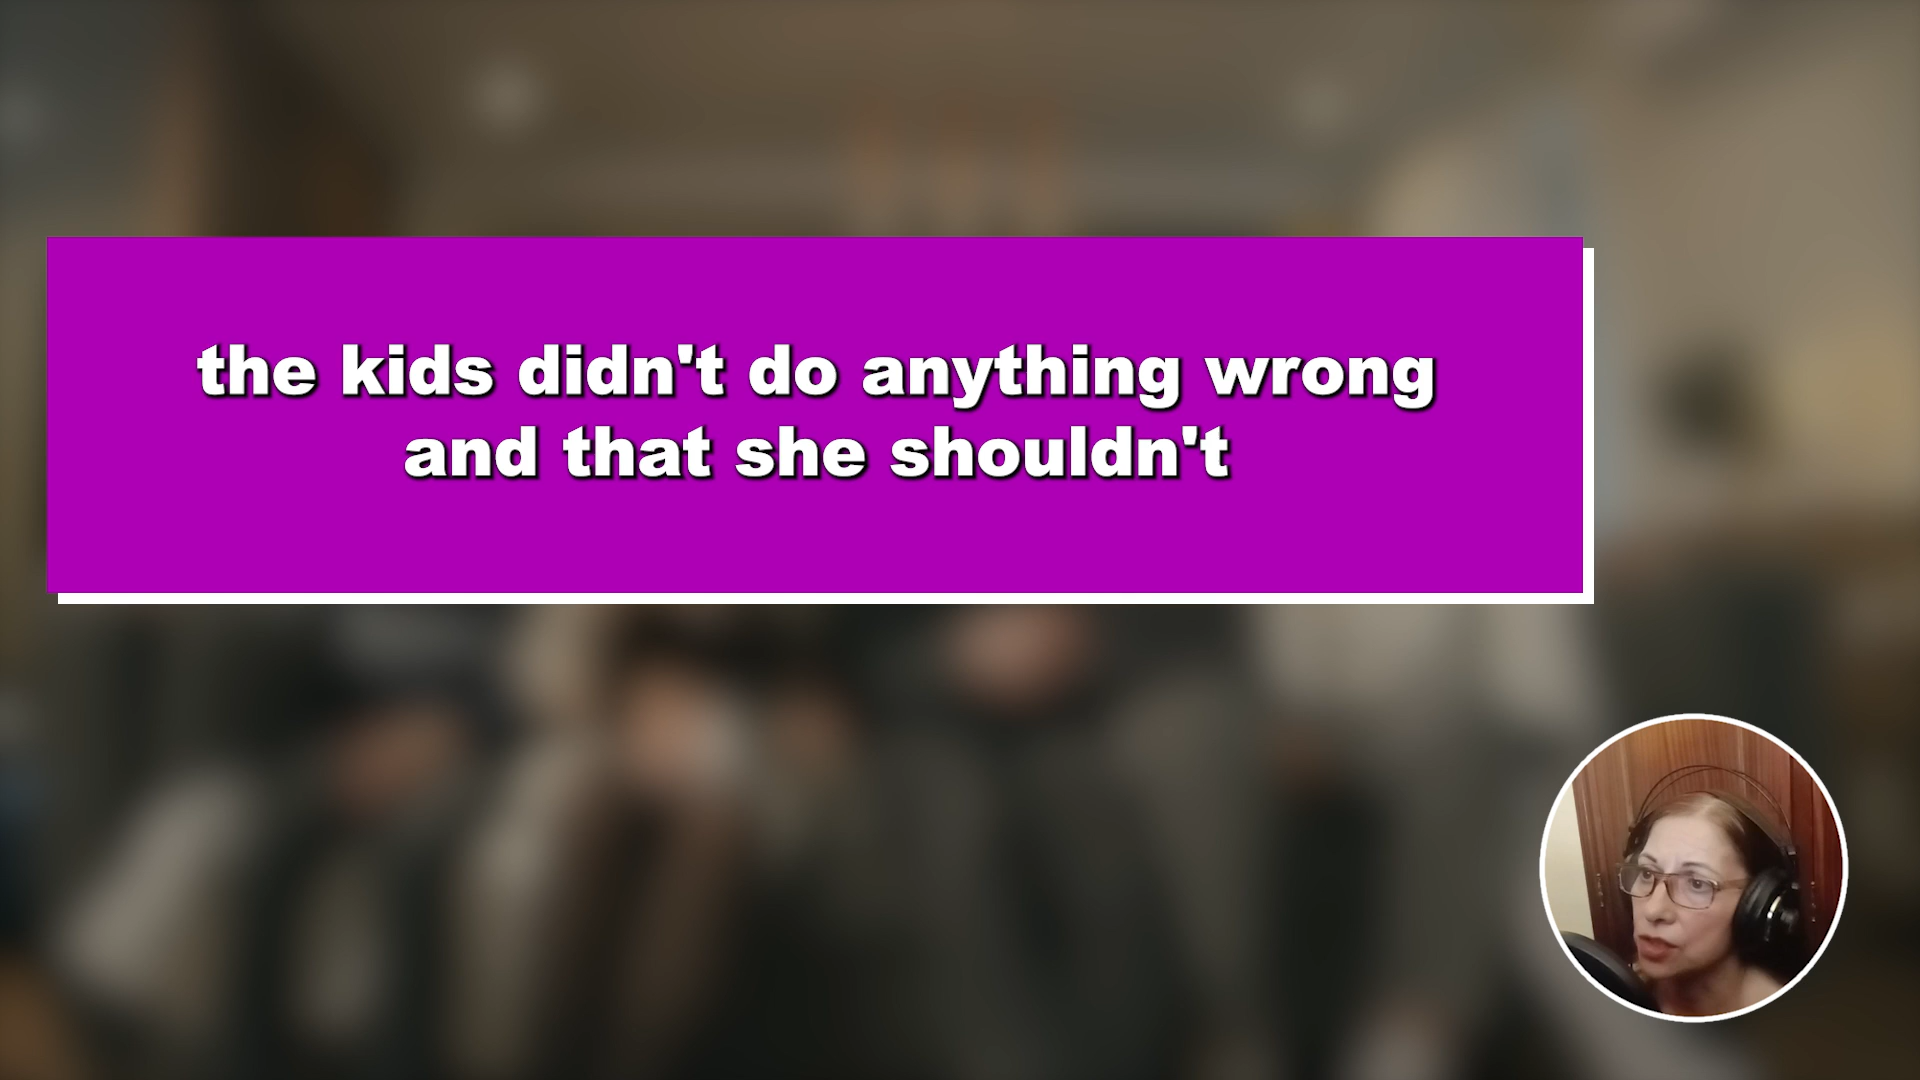 the kids didn't do anything wrong
and that she shouldn't